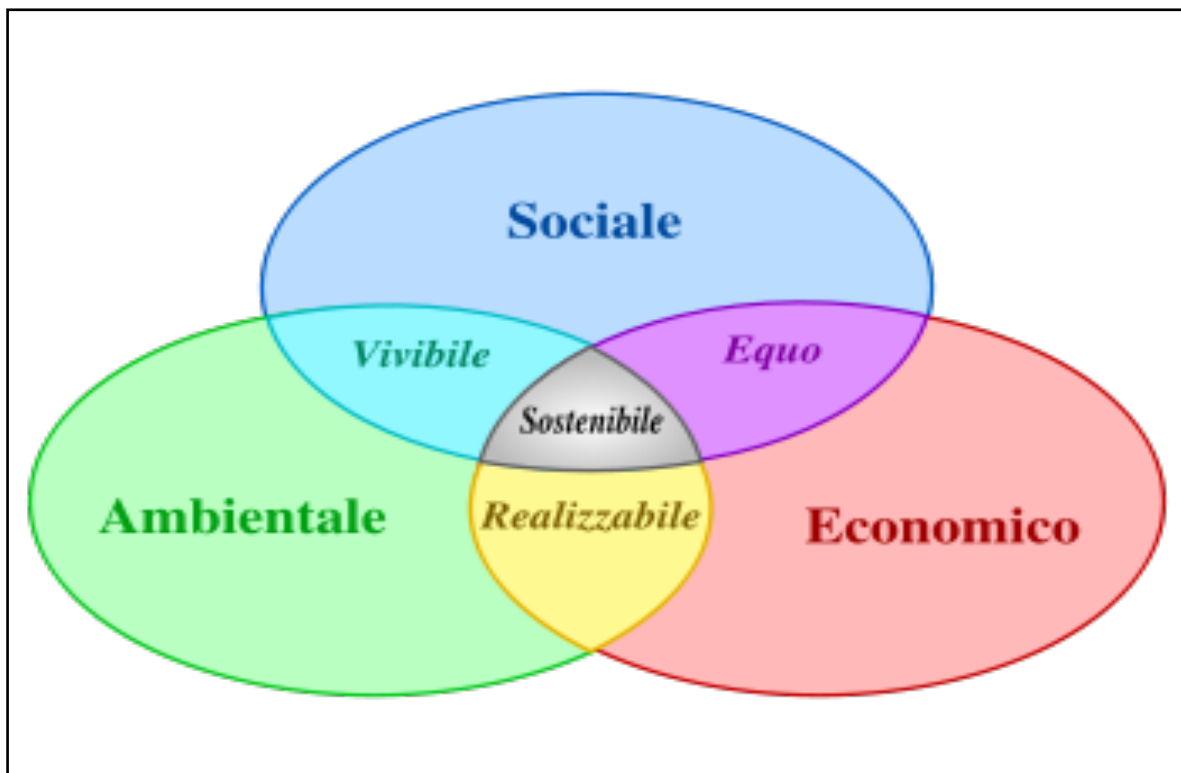 Sociale
Vivibile
Equo
Sostenibile
Ambientale
Realizzabile
Economico